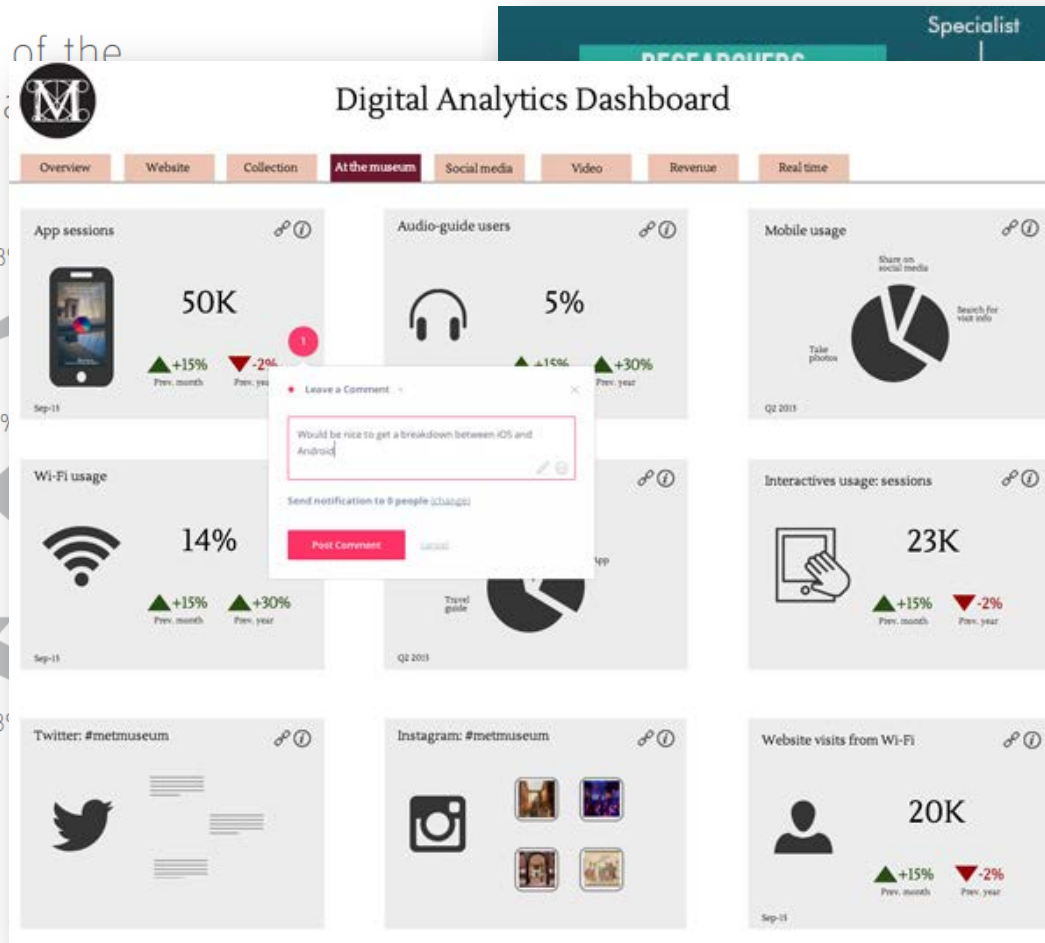 of the
Specialist
RESEARCHERS
M
Digital Analytics Dashboard
Overview
Website
Collection
At the museum
Social media
Video
Revenue
Real time
App sessions
50K
+15%
Prev. month
-2%
Prev. year
Sep-15
Audio-guide users
5%
+15%
+30%
Prev. year
Mobile usage
Share on
social media
Search for
visit info
Take
photos
Q2 2015
1
Leave a Comment
Would be nice to get a breakdown between iOS and
Android
Send notification to 0 people (change)
Post Comment
cancel
Wi-Fi usage
14%
+15%
Prev. month
+30%
Prev. year
Sep-15
App
Travel
guide
Q2 2015
Interactives usage: sessions
23K
+15%
Prev. month
-2%
Prev. year
Twitter: #metmuseum
Instagram: #metmuseum
Website visits from Wi-Fi
20K
+15%
Prev. month
-2%
Prev. year
Sep-15